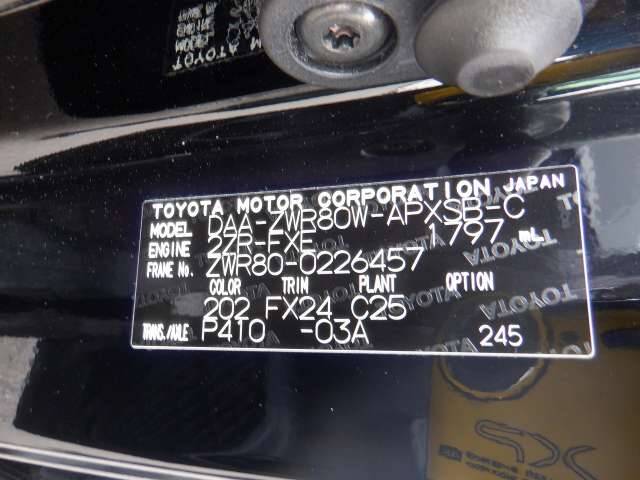 TOYOTA MOTOR CORPORATION JAPAN
MODEL DAA-ZWR80W-APXSB-C
ENGINE 2ZR-FXE 1797 mL
FRAME No. ZWR80-0226457
COLOR TRIM PLANT OPTION
202 FX24 C25
TRANS./AXLE P410 -03A 245